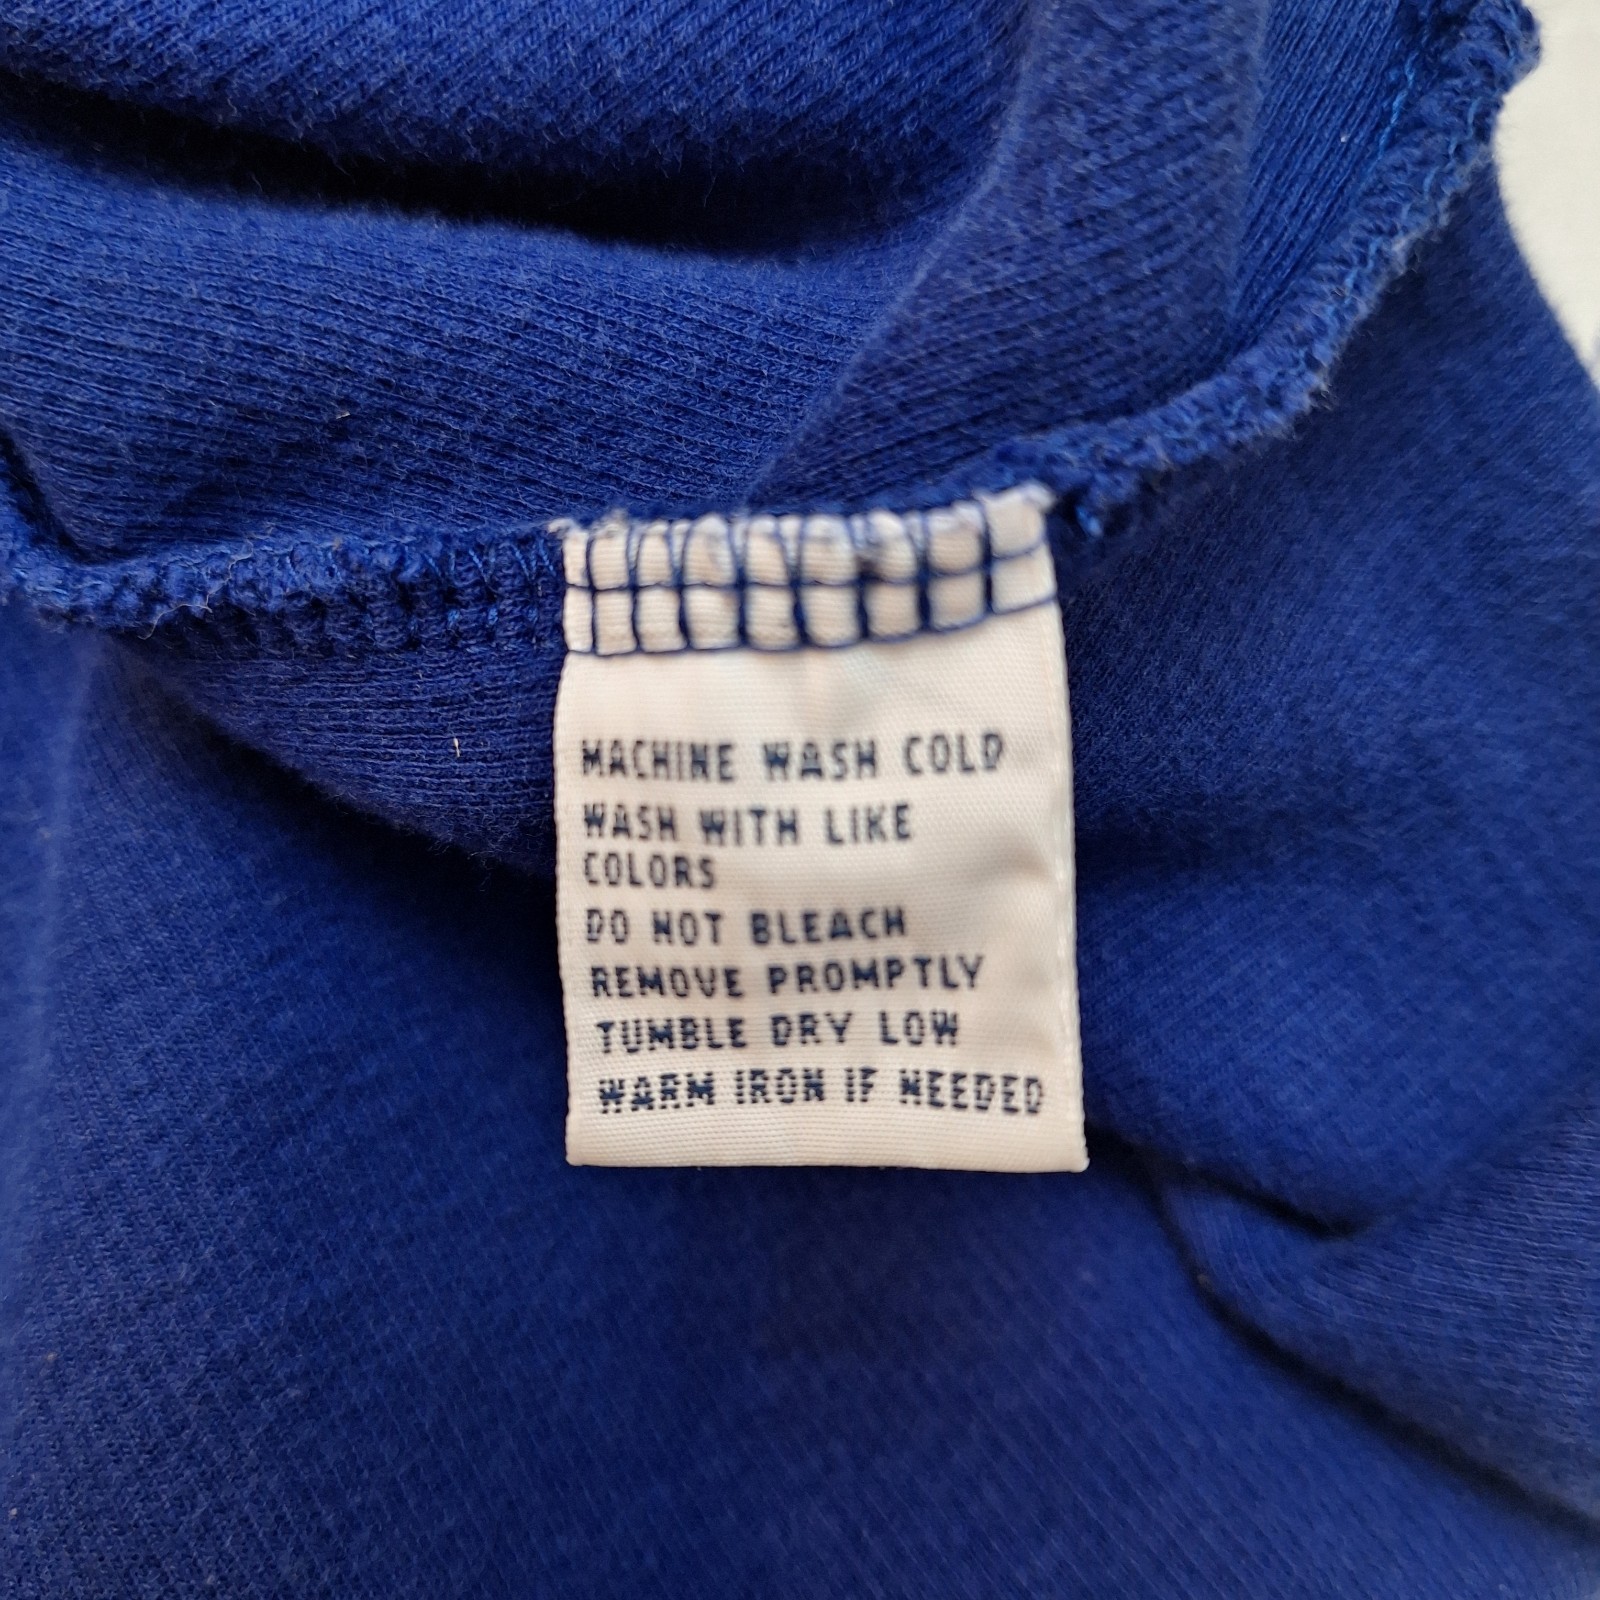 MACHINE WASH COLD
WASH WITH LIKE
COLORS
DO NOT BLEACH
REMOVE PROMPTLY
TUMBLE DRY LOW
WARM IRON IF NEEDED